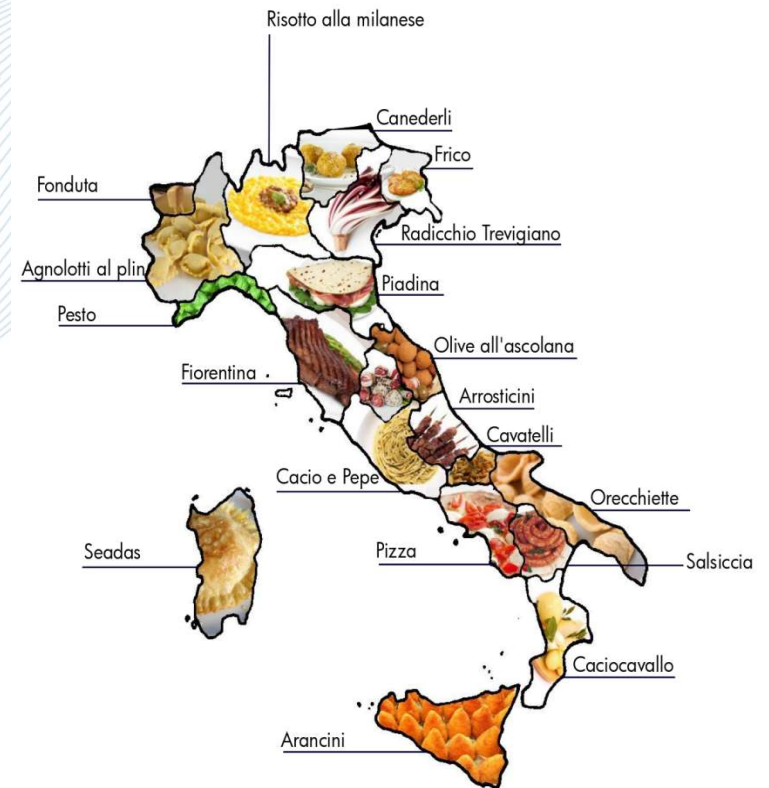 Risotto alla milanese
Canederli
Frico
Fonduta
Radicchio Trevigiano
Agnolotti al plin
Piadina
Pesto
Olive all'ascolana
Fiorentina
Arrosticini
Cavatelli
Cacio e Pepe
Orecchiette
Seadas
Pizza
Salsiccia
Caciocavallo
Arancini